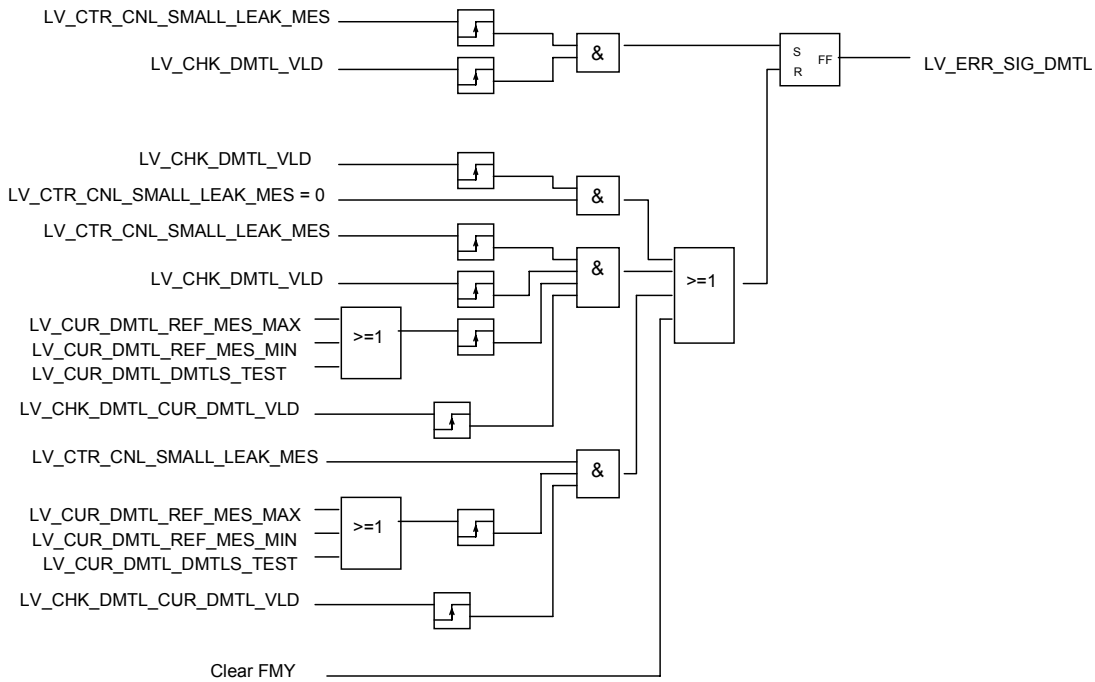 LV_CTR_CNL_SMALL_LEAK_MES
LV_CHK_DMTL_VLD
&
S
R
FF
LV_ERR_SIG_DMTL
LV_CHK_DMTL_VLD
LV_CTR_CNL_SMALL_LEAK_MES = 0
&
LV_CTR_CNL_SMALL_LEAK_MES
LV_CHK_DMTL_VLD
&
>=1
LV_CUR_DMTL_REF_MES_MAX
LV_CUR_DMTL_REF_MES_MIN
LV_CUR_DMTL_DMTLS_TEST
>=1
LV_CHK_DMTL_CUR_DMTL_VLD
LV_CTR_CNL_SMALL_LEAK_MES
&
LV_CUR_DMTL_REF_MES_MAX
LV_CUR_DMTL_REF_MES_MIN
LV_CUR_DMTL_DMTLS_TEST
>=1
LV_CHK_DMTL_CUR_DMTL_VLD
Clear FMY